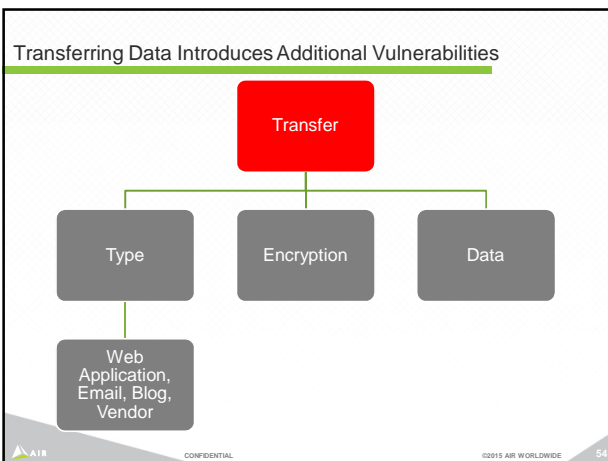 Transferring Data Introduces Additional Vulnerabilities
Transfer
Type
Encryption
Data
Web
Application,
Email, Blog,
Vendor
AIR
CONFIDENTIAL
©2015 AIR WORLDWIDE
54